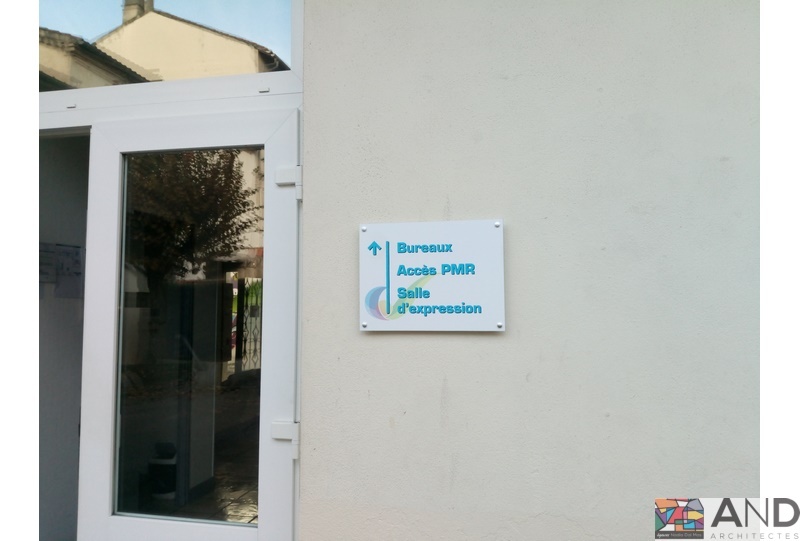 Bureaux
Accès PMR
Salle
d'expression
AND
ARCHITECTES